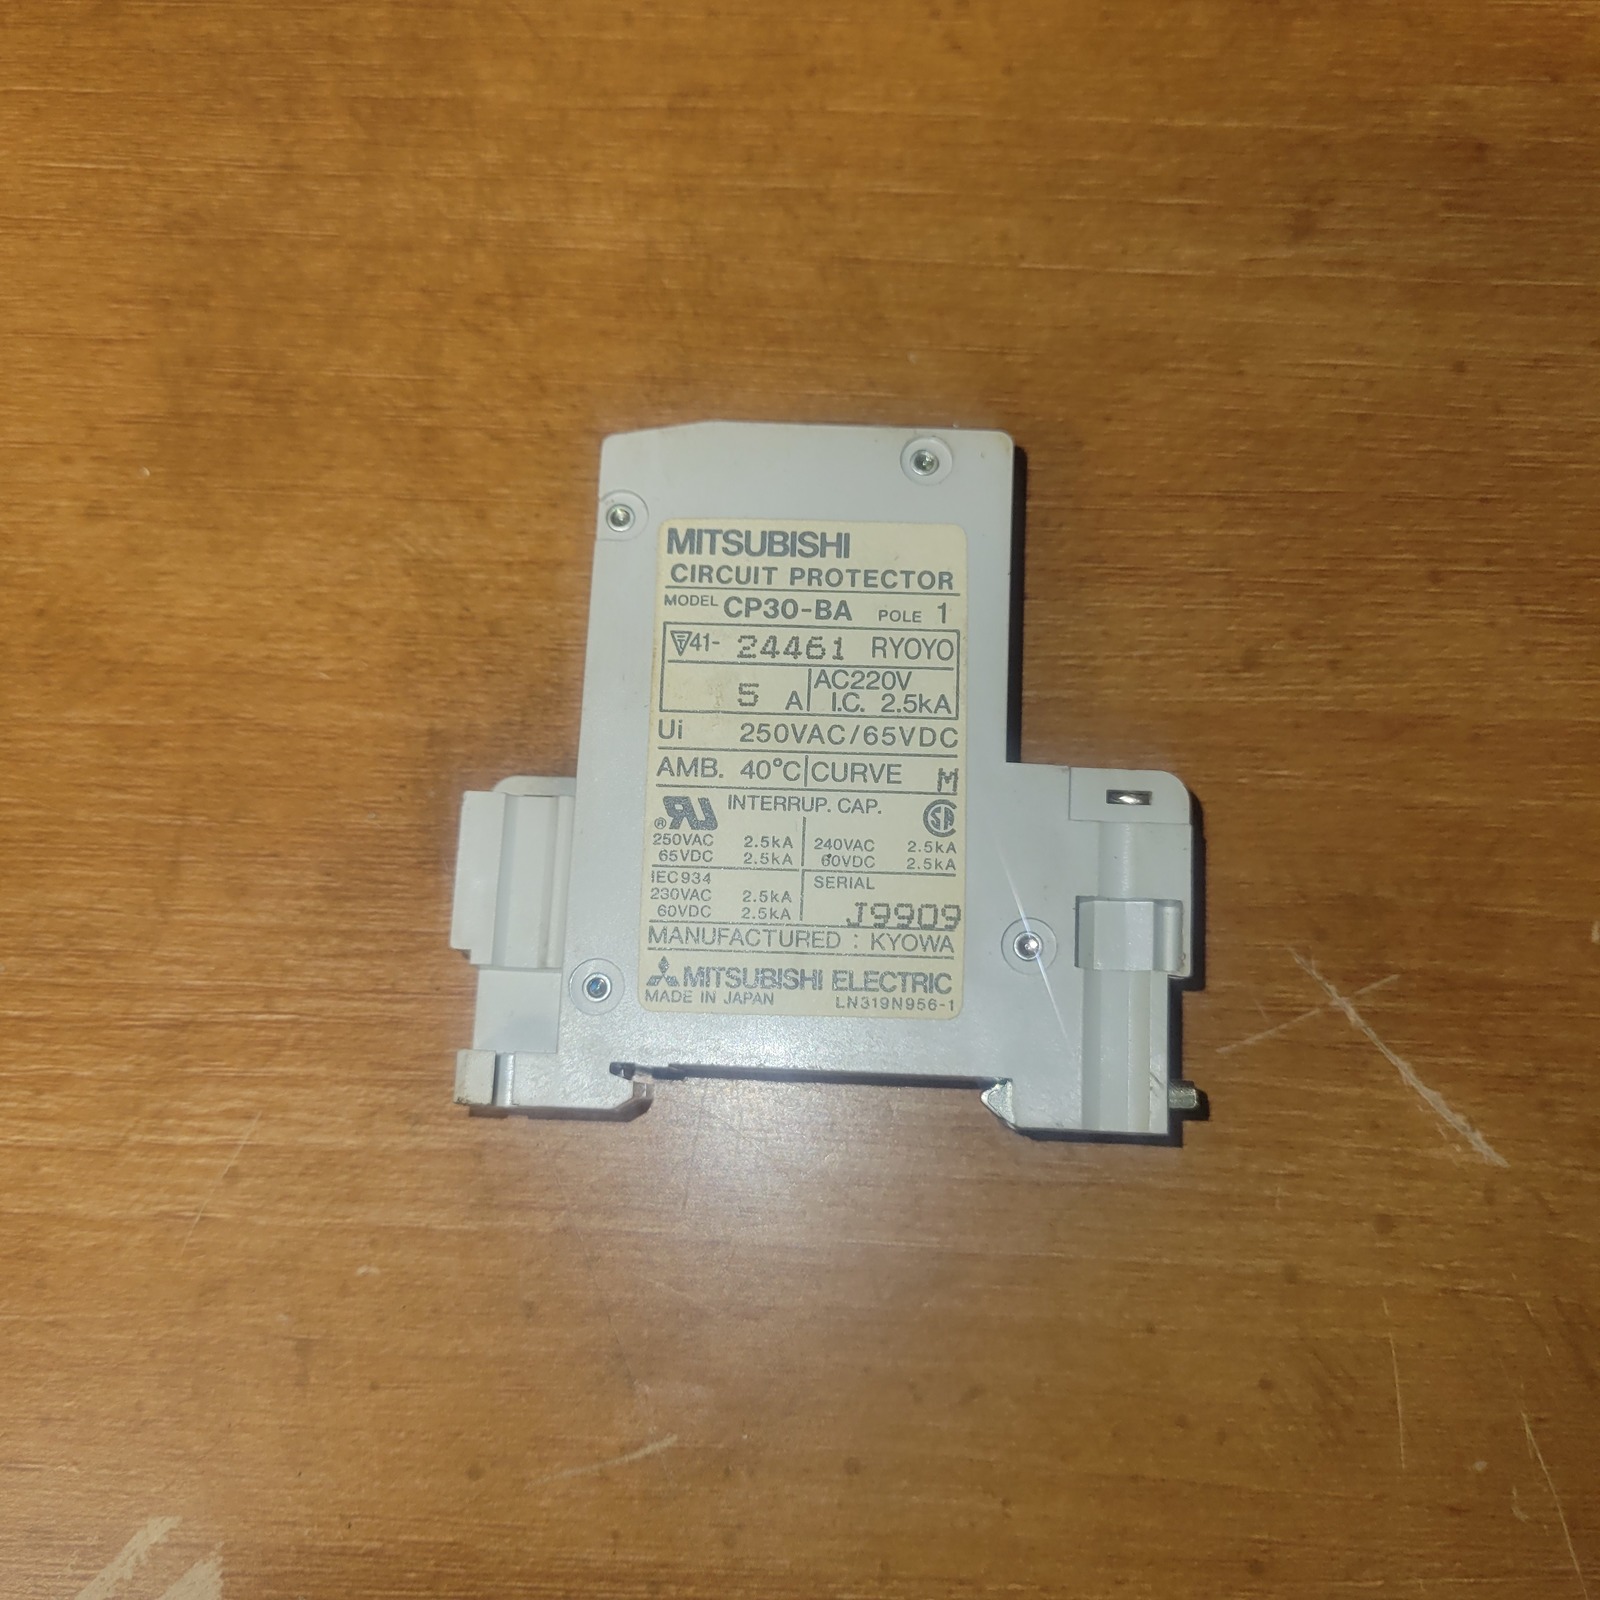 MITSUBISHI
CIRCUIT PROTECTOR
MODEL CP30-BA POLE 1
41- 24461 RYOYO
5 A AC220V
I.C. 2.5kA
Ui 250VAC/65VDC
AMB. 40°C CURVE M
INTERRUP. CAP.
250VAC 2.5kA 240VAC 2.5kA
65VDC 2.5kA 60VDC 2.5kA
IEC934 SERIAL
230VAC 2.5kA
60VDC 2.5kA J9909
MANUFACTURED : KYOWA
MITSUBISHI ELECTRIC
MADE IN JAPAN LN319N956-1